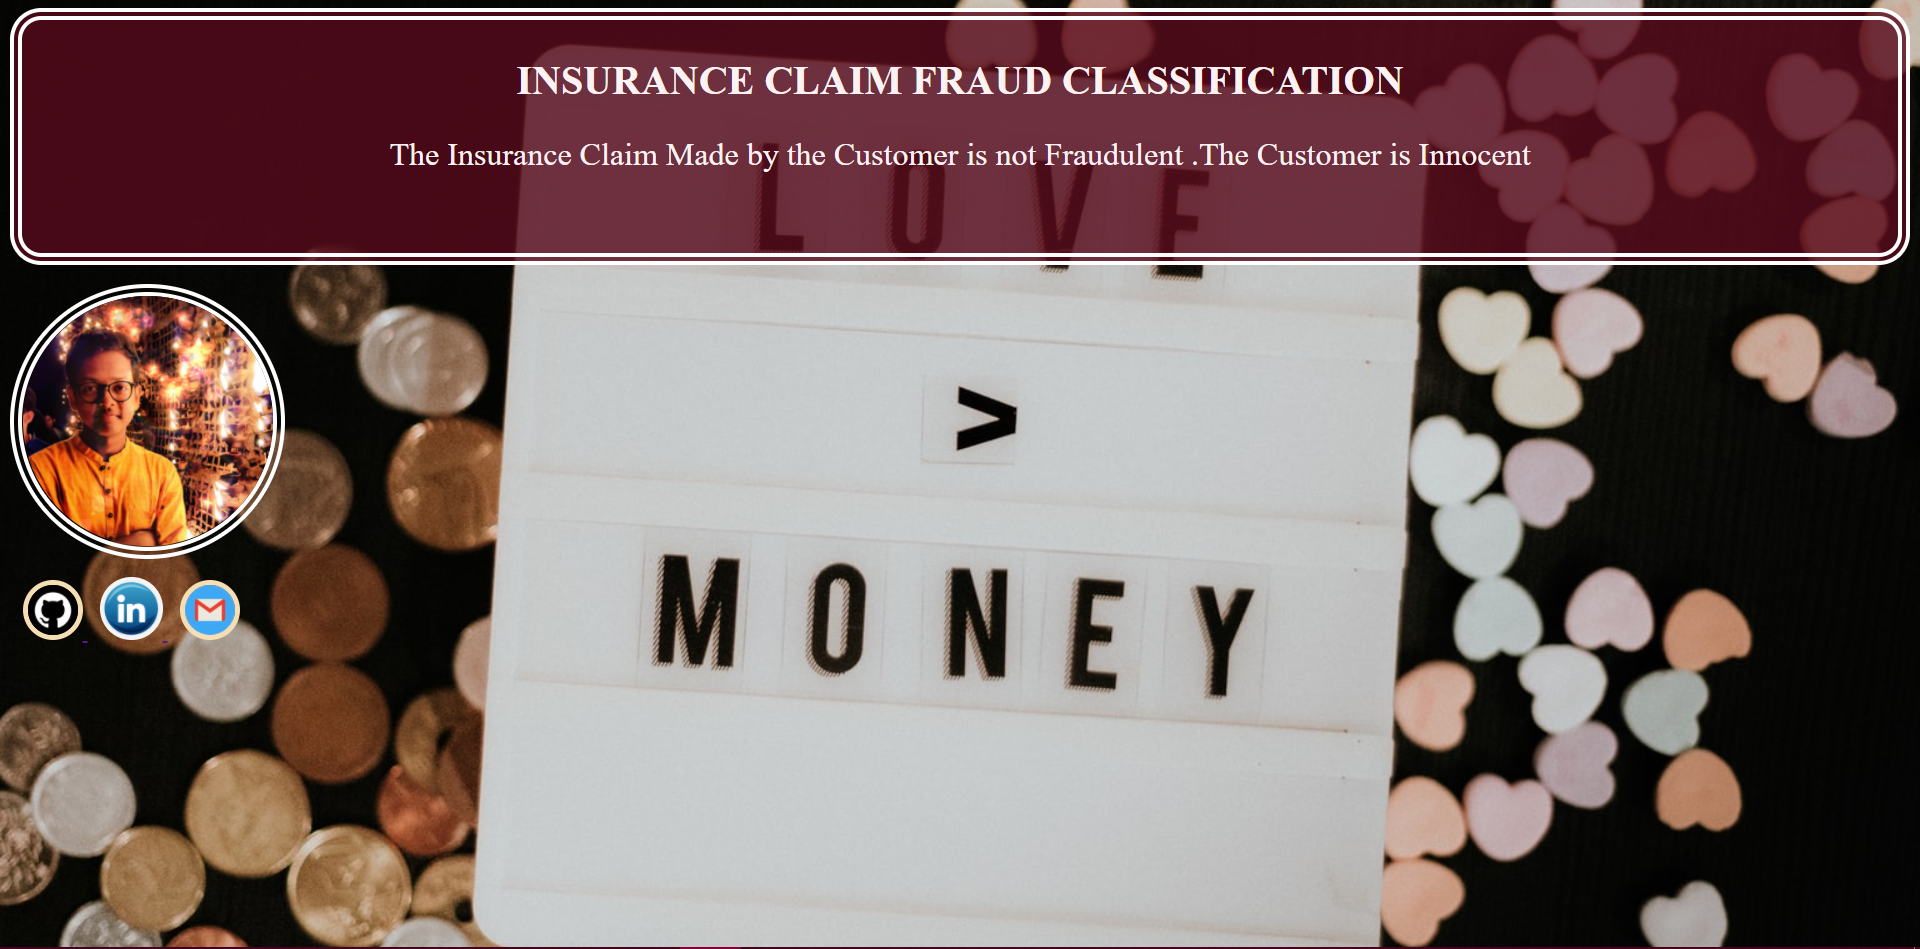 INSURANCE CLAIM FRAUD CLASSIFICATION
The Insurance Claim Made by the Customer is not Fraudulent .The Customer is Innocent
LOVE
>
MONEY
in